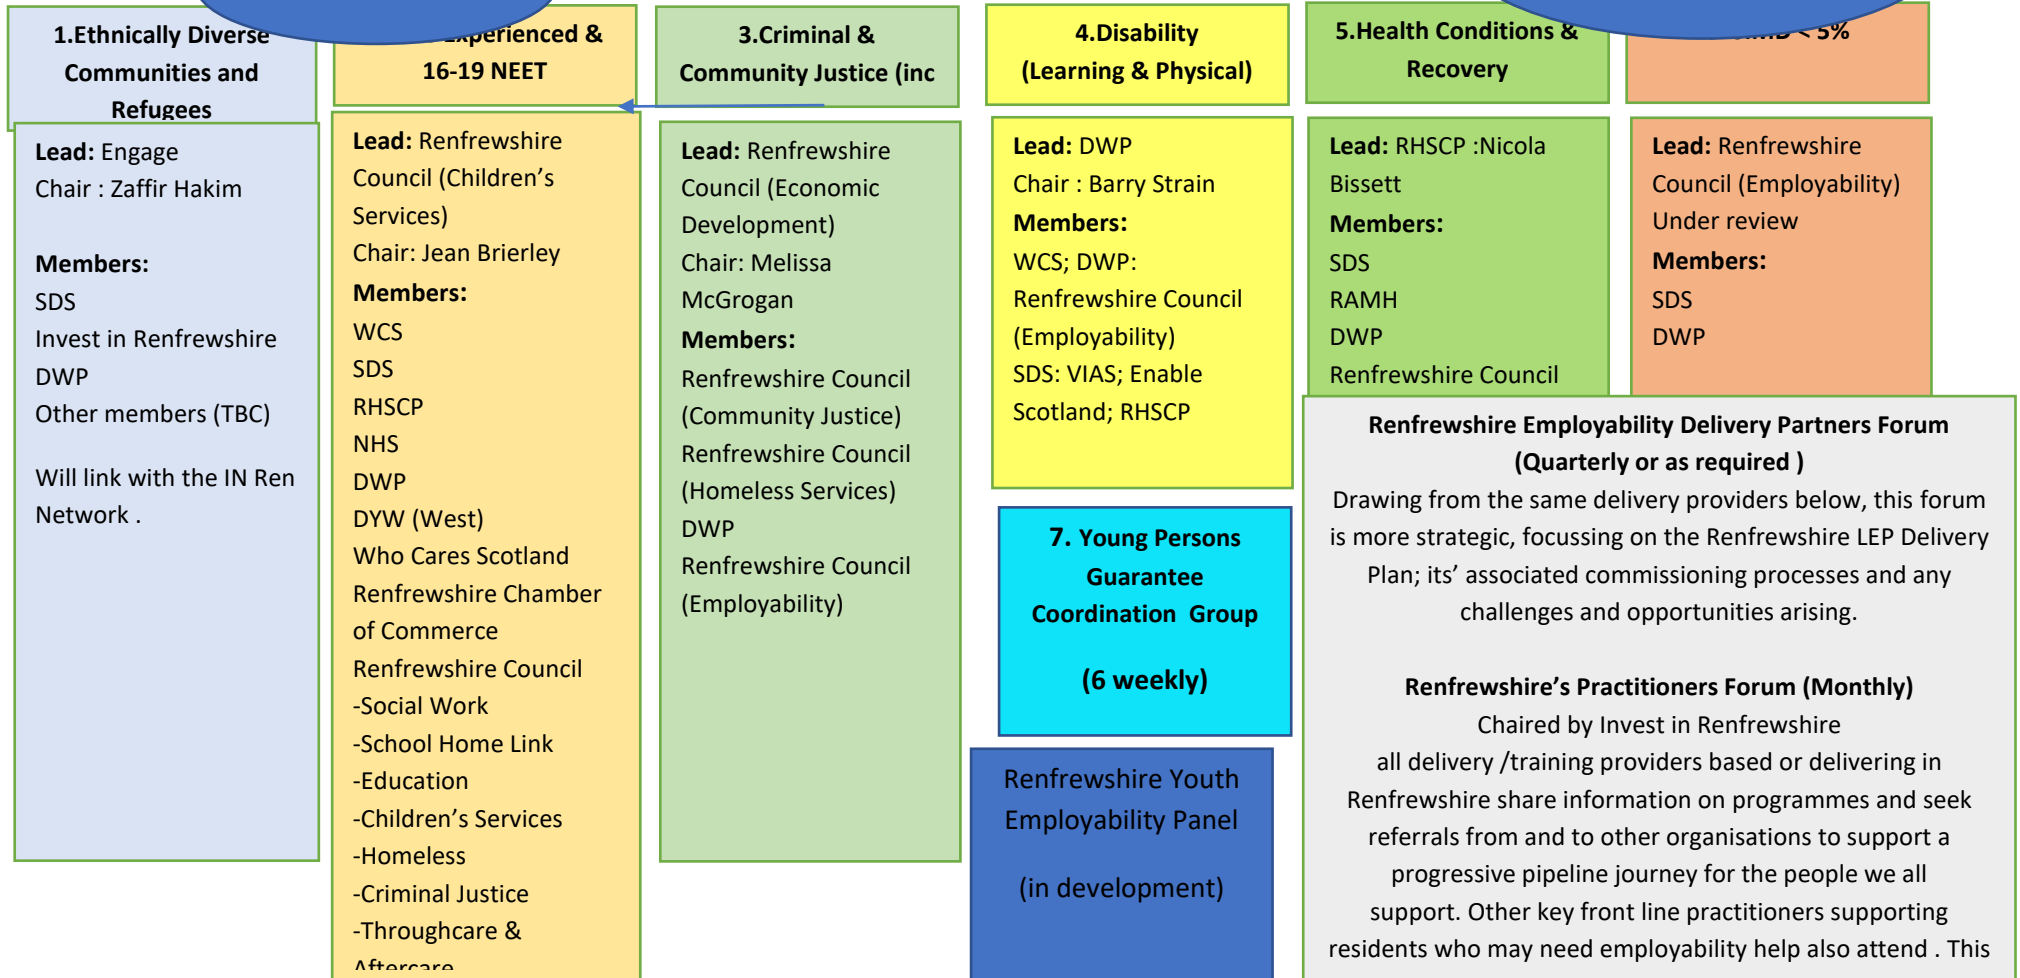 1.Ethnically Diverse
Communities and
Refugees
Lead: Engage
Chair : Zaffir Hakim
Members:
SDS
Invest in Renfrewshire
DWP
Other members (TBC)
Will link with the IN Ren
Network .
Experienced &
16-19 NEET
Lead: Renfrewshire
Council (Children’s
Services)
Chair: Jean Brierley
Members:
WCS
SDS
RHSCP
NHS
DWP
DYW (West)
Who Cares Scotland
Renfrewshire Chamber
of Commerce
Renfrewshire Council
-Social Work
-School Home Link
-Education
-Children’s Services
-Homeless
-Criminal Justice
-Throughcare &
Aftercare
3.Criminal &
Community Justice (inc
Lead: Renfrewshire
Council (Economic
Development)
Chair: Melissa
McGrogan
Members:
Renfrewshire Council
(Community Justice)
Renfrewshire Council
(Homeless Services)
DWP
Renfrewshire Council
(Employability)
4.Disability
(Learning & Physical)
Lead: DWP
Chair : Barry Strain
Members:
WCS; DWP:
Renfrewshire Council
(Employability)
SDS: VIAS; Enable
Scotland; RHSCP
7. Young Persons
Guarantee
Coordination Group
(6 weekly)
Renfrewshire Youth
Employability Panel
(in development)
5.Health Conditions &
Recovery
Lead: RHSCP :Nicola
Bissett
Members:
SDS
RAMH
DWP
Renfrewshire Council
< 5%
Lead: Renfrewshire
Council (Employability)
Under review
Members:
SDS
DWP
Renfrewshire Employability Delivery Partners Forum
(Quarterly or as required )
Drawing from the same delivery providers below, this forum
is more strategic, focussing on the Renfrewshire LEP Delivery
Plan; its’ associated commissioning processes and any
challenges and opportunities arising.
Renfrewshire’s Practitioners Forum (Monthly)
Chaired by Invest in Renfrewshire
all delivery /training providers based or delivering in
Renfrewshire share information on programmes and seek
referrals from and to other organisations to support a
progressive pipeline journey for the people we all
support. Other key front line practitioners supporting
residents who may need employability help also attend . This